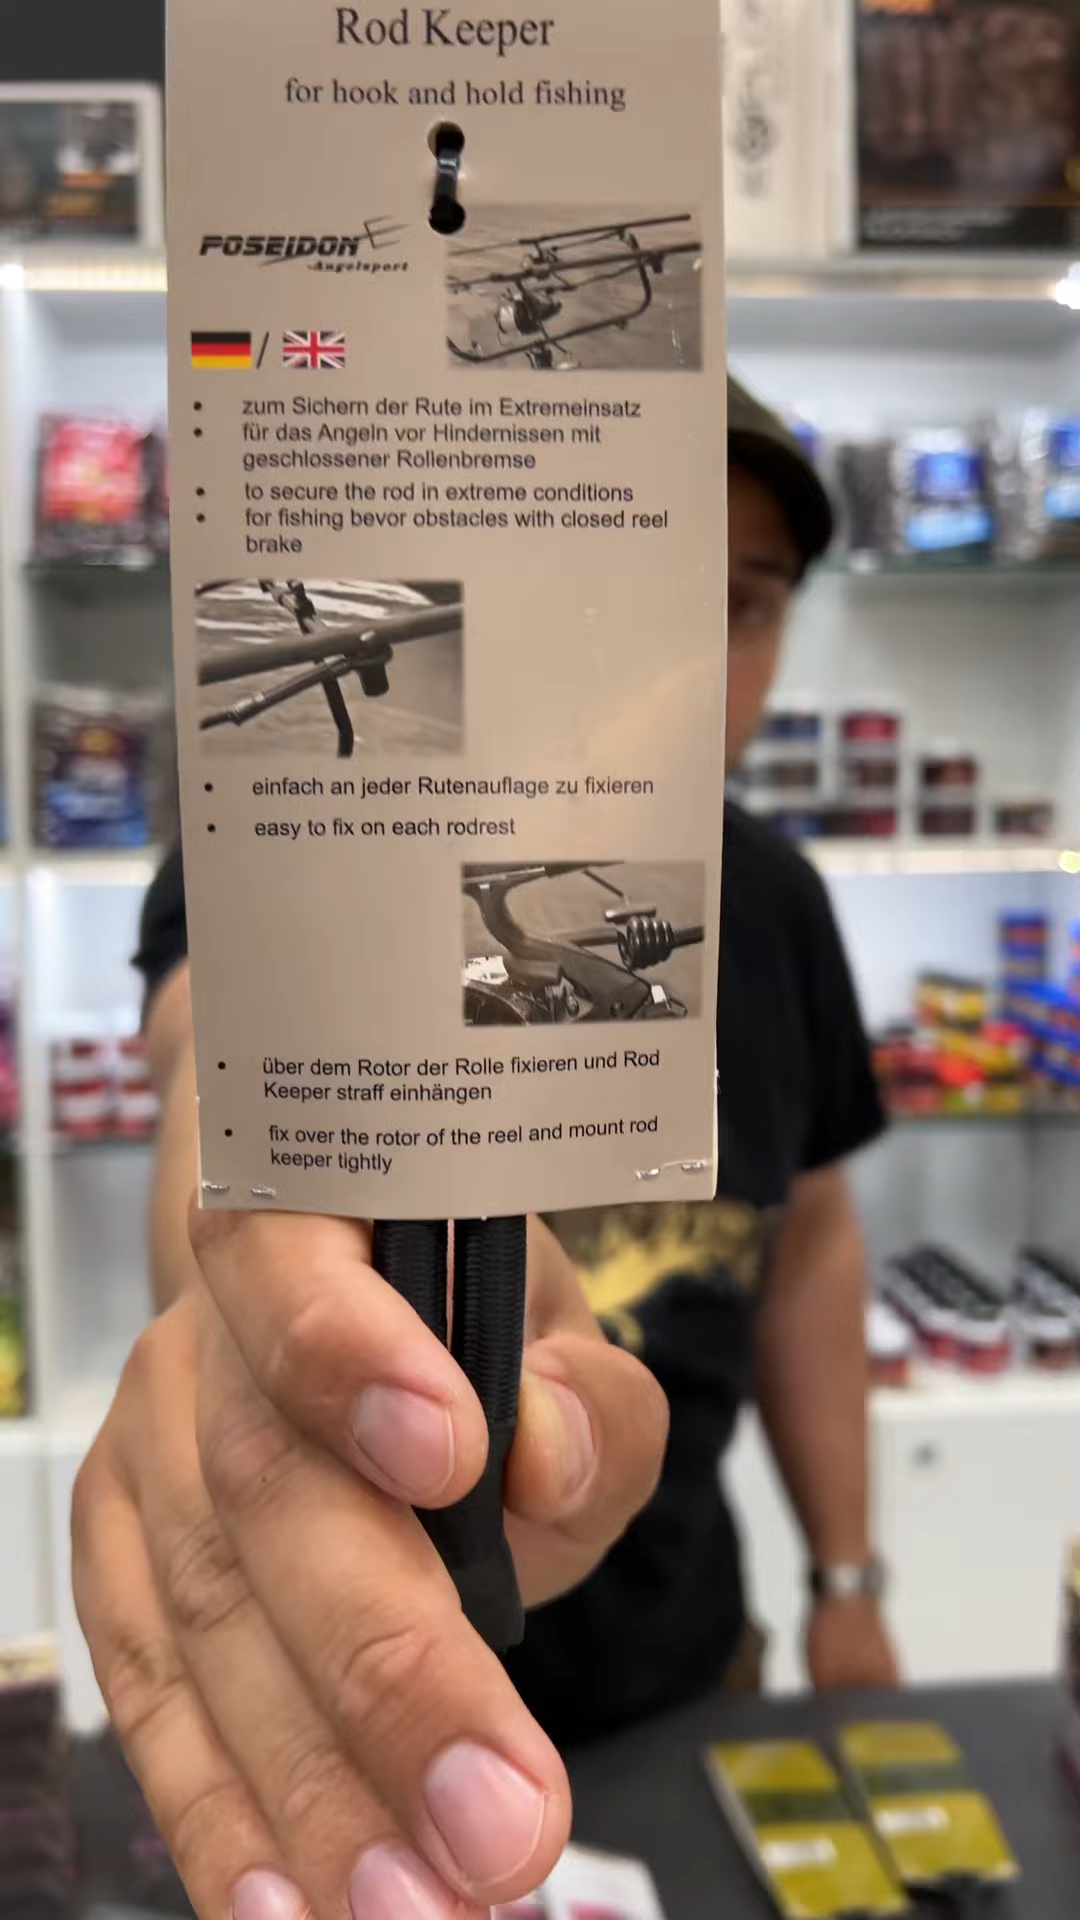 Rod Keeper
for hook and hold fishing
POSEIDON
Angelsport
/
• zum Sichern der Rute im Extremeinsatz
• für das Angeln vor Hindernissen mit
geschlossener Rollenbremse
• to secure the rod in extreme conditions
• for fishing bevor obstacles with closed reel
brake
• einfach an jeder Rutenauflage zu fixieren
• easy to fix on each rodrest
• über dem Rotor der Rolle fixieren und Rod
Keeper straff einhängen
• fix over the rotor of the reel and mount rod
keeper tightly